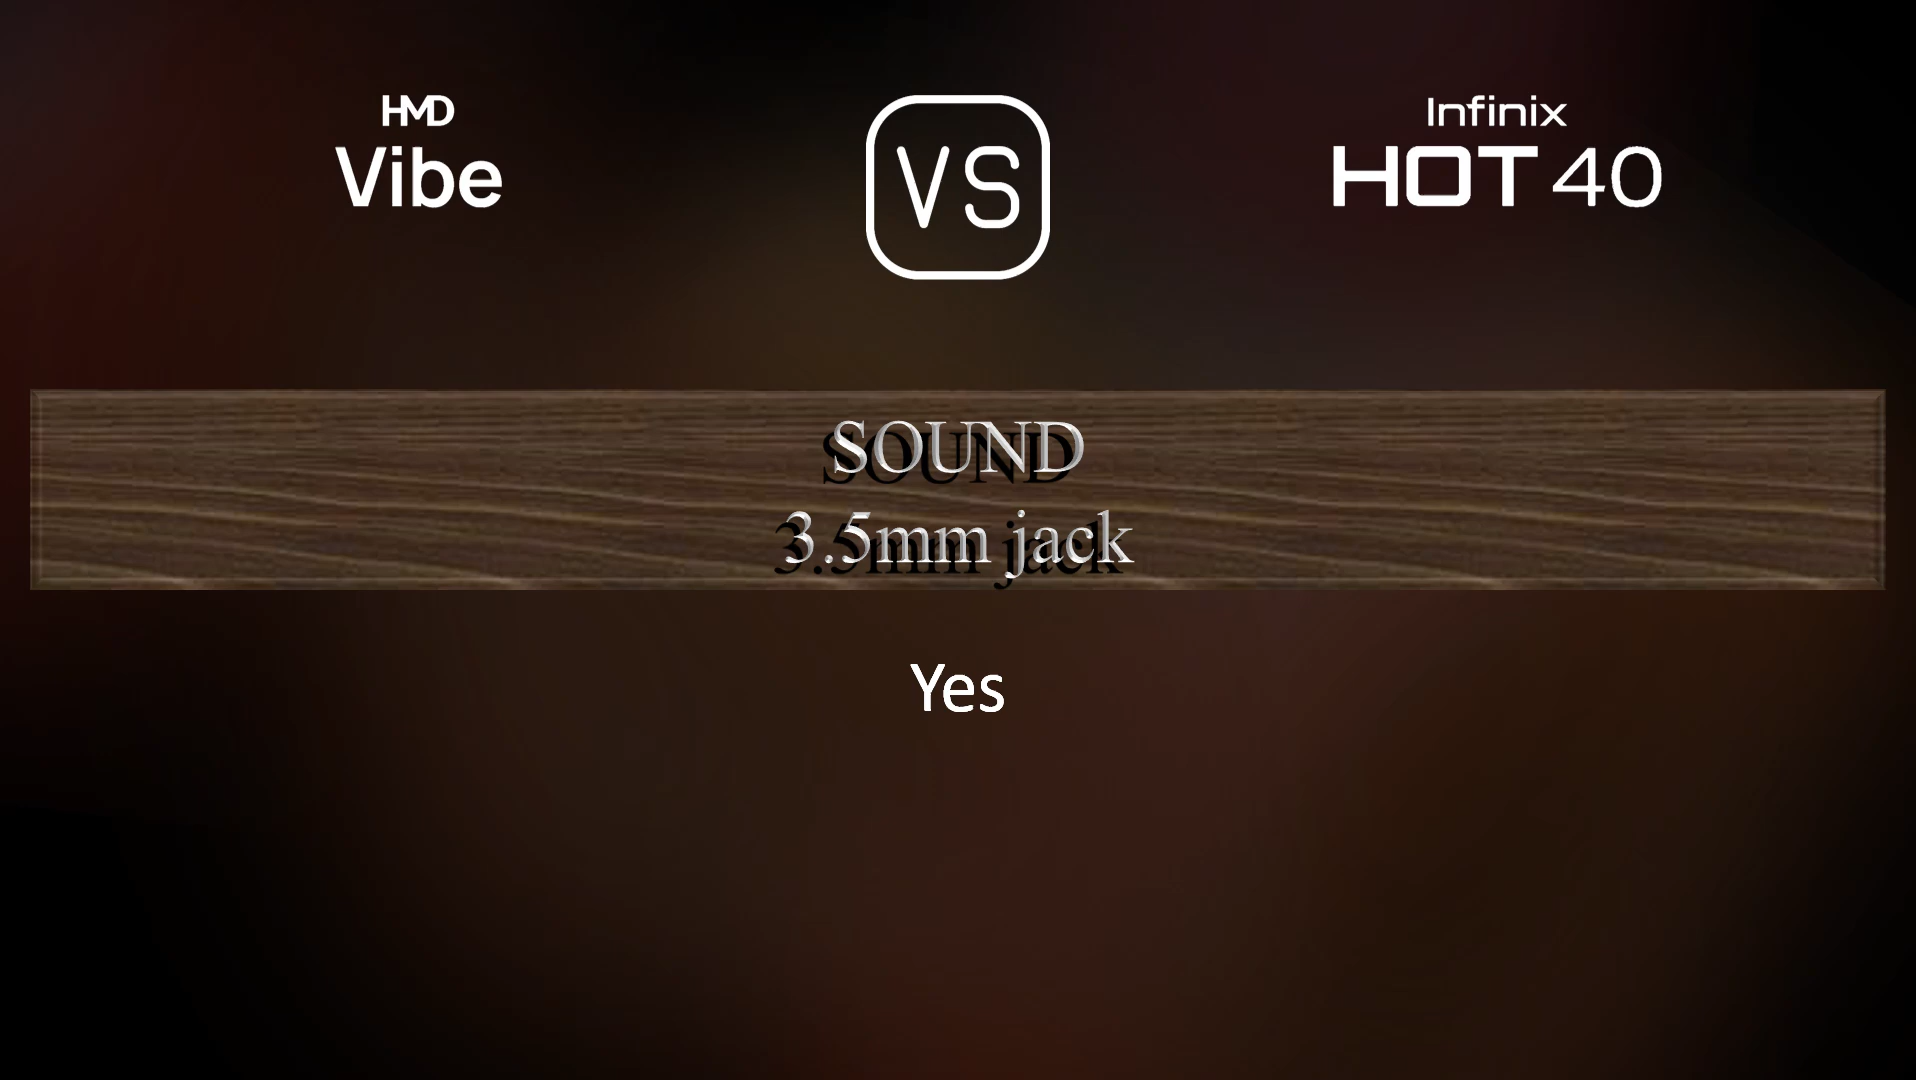 HMD
Vibe
VS
Infinix
HOT 40
SOUND
3.5mm jack
Yes